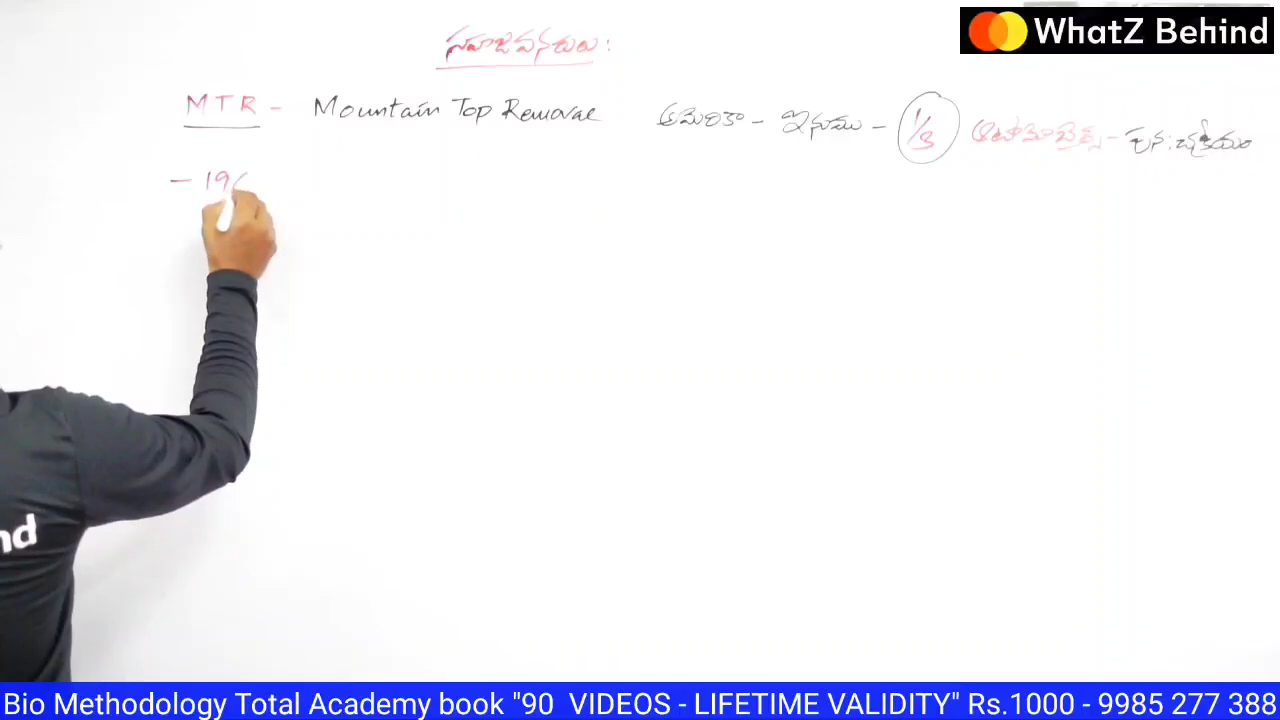 WhatZ Behind
సహజవనరులు:
MTR - Mountain Top Removal అమెరికా - ఇనుము - 1/3 ఆటోమొబైల్స్ - పున:చక్రీయం
- 19
nd
Bio Methodology Total Academy book "90 VIDEOS - LIFETIME VALIDITY" Rs.1000 - 9985 277 388